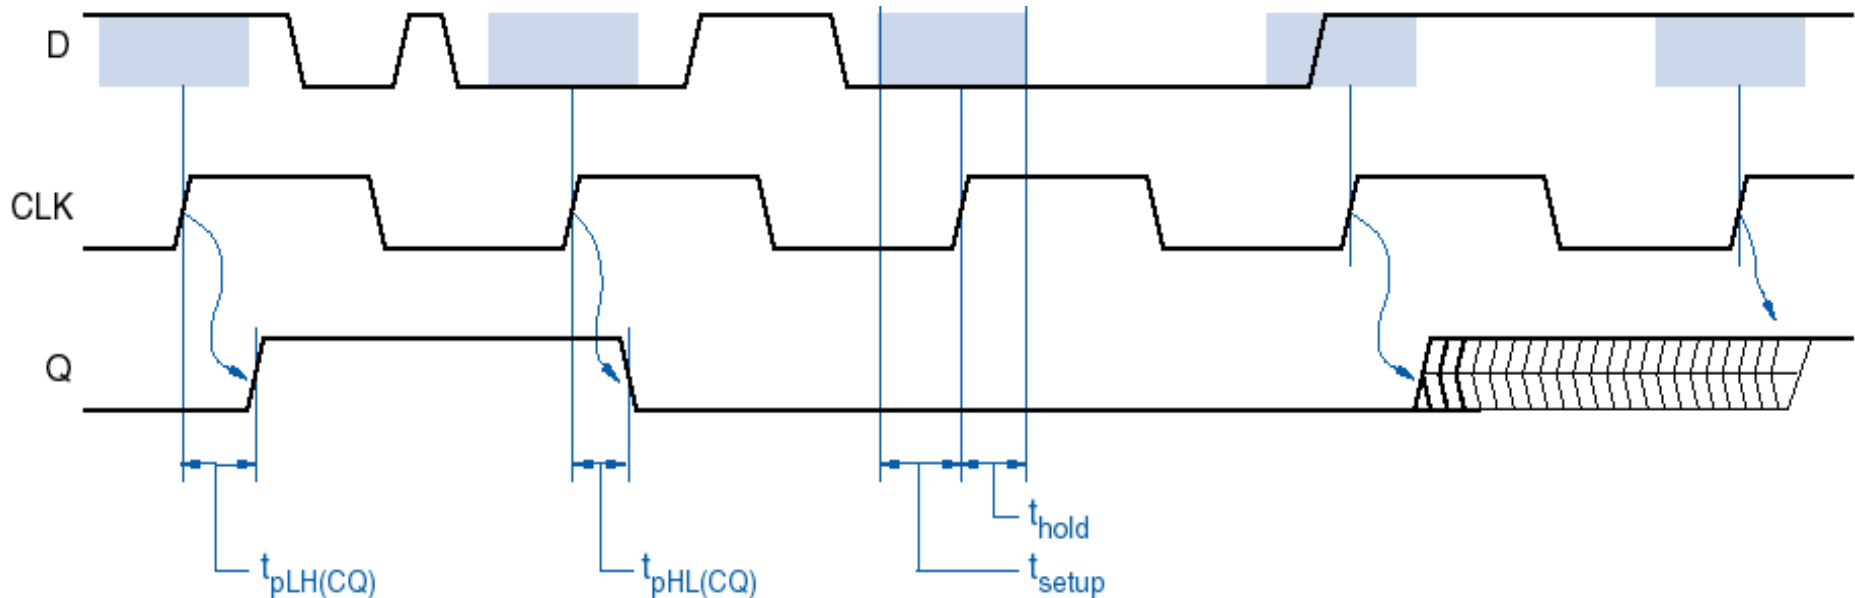 D
CLK
Q
thold
tpLH(CQ)
tpHL(CQ)
tsetup